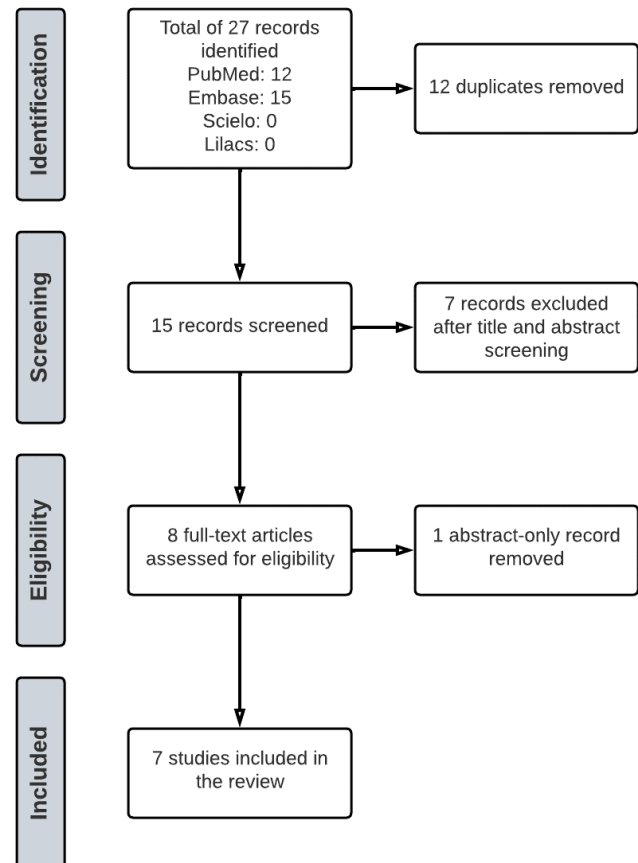 Identification
Total of 27 records
identified
PubMed: 12
Embase: 15
Scielo: 0
Lilacs: 0
12 duplicates removed
Screening
15 records screened
7 records excluded
after title and abstract
screening
Eligibility
8 full-text articles
assessed for eligibility
1 abstract-only record
removed
Included
7 studies included in
the review